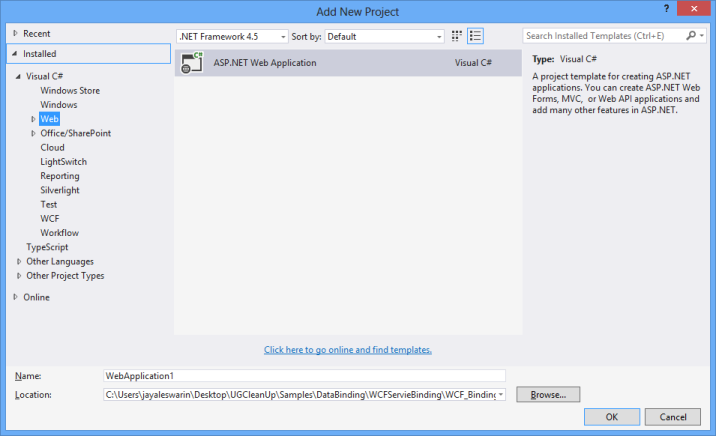 Add New Project
?
Recent
.NET Framework 4.5
Sort by:
Default
Search Installed Templates (Ctrl+E)
Installed
Visual C#
Windows Store
Windows
Web
Office/SharePoint
Cloud
LightSwitch
Reporting
Silverlight
Test
WCF
Workflow
TypeScript
Other Languages
Other Project Types
Online
C#
ASP.NET Web Application
Visual C#
Type: Visual C#
A project template for creating ASP.NET
applications. You can create ASP.NET Web
Forms, MVC, or Web API applications and
add many other features in ASP.NET.
Click here to go online and find templates.
Name:
WebApplication1
Location:
C:\Users\jayaleswarin\Desktop\UGCleanUp\Samples\DataBinding\WCFServieBinding\WCF_Binding
Browse...
OK
Cancel